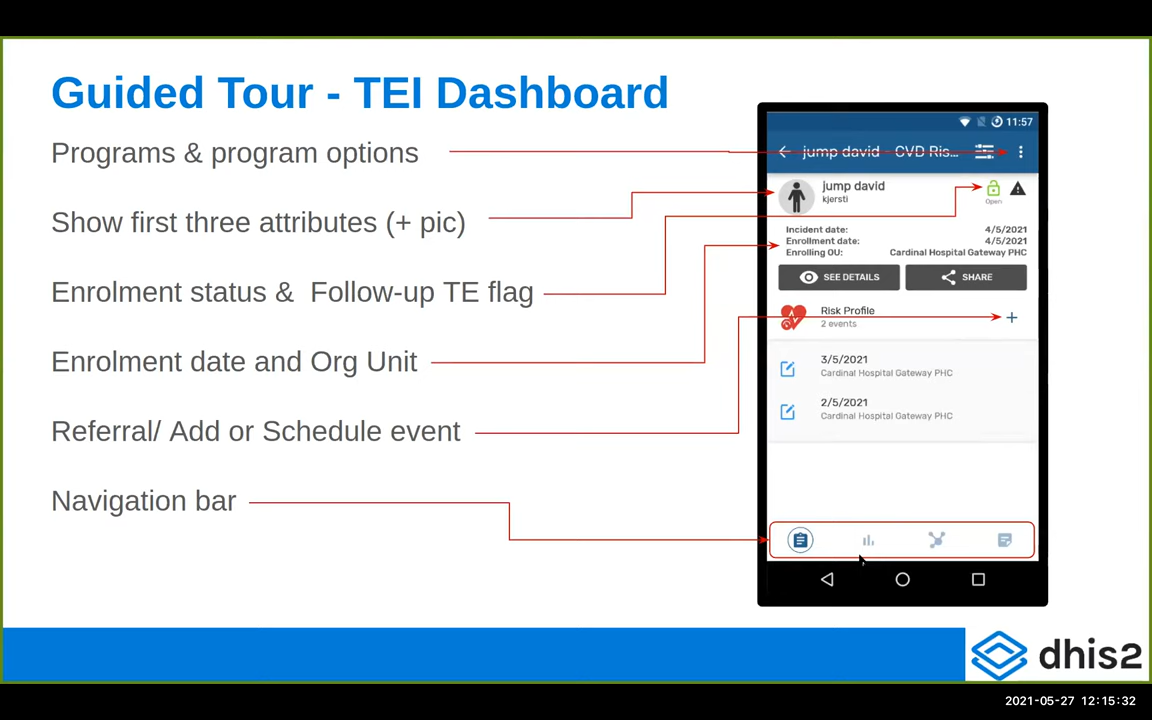 Guided Tour - TEI Dashboard
Programs & program options
Show first three attributes (+ pic)
Enrolment status &  Follow-up TE flag
Enrolment date and Org Unit
Referral/ Add or Schedule event
Navigation bar
11:57
jump david - CVD Ris...
jump david
kjersti
Open
Incident date: 4/5/2021
Enrollment date: 4/5/2021
Enrolling OU: Cardinal Hospital Gateway PHC
SEE DETAILS
SHARE
Risk Profile
2 events
3/5/2021
Cardinal Hospital Gateway PHC
2/5/2021
Cardinal Hospital Gateway PHC
dhis2
2021-05-27 12:15:32